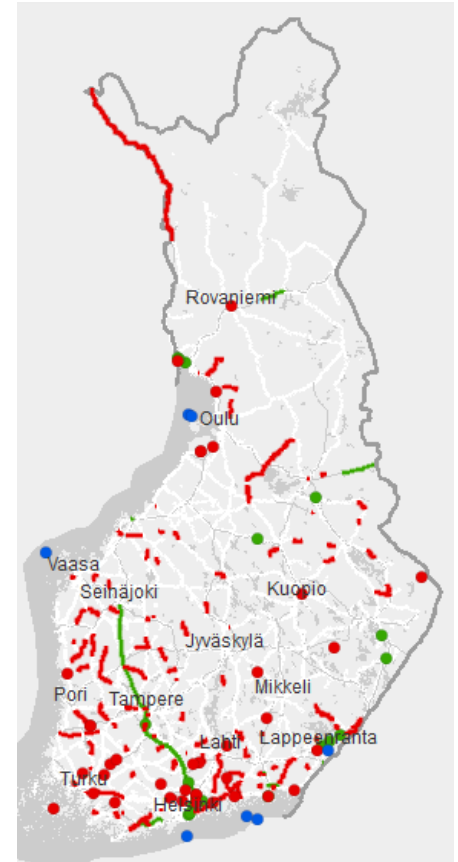 Rovaniemi
Oulu
Vaasa
Seinäjoki
Kuopio
Jyväskylä
Mikkeli
Pori
Tampere
Lahti
Lappeenranta
Turku
Helsinki